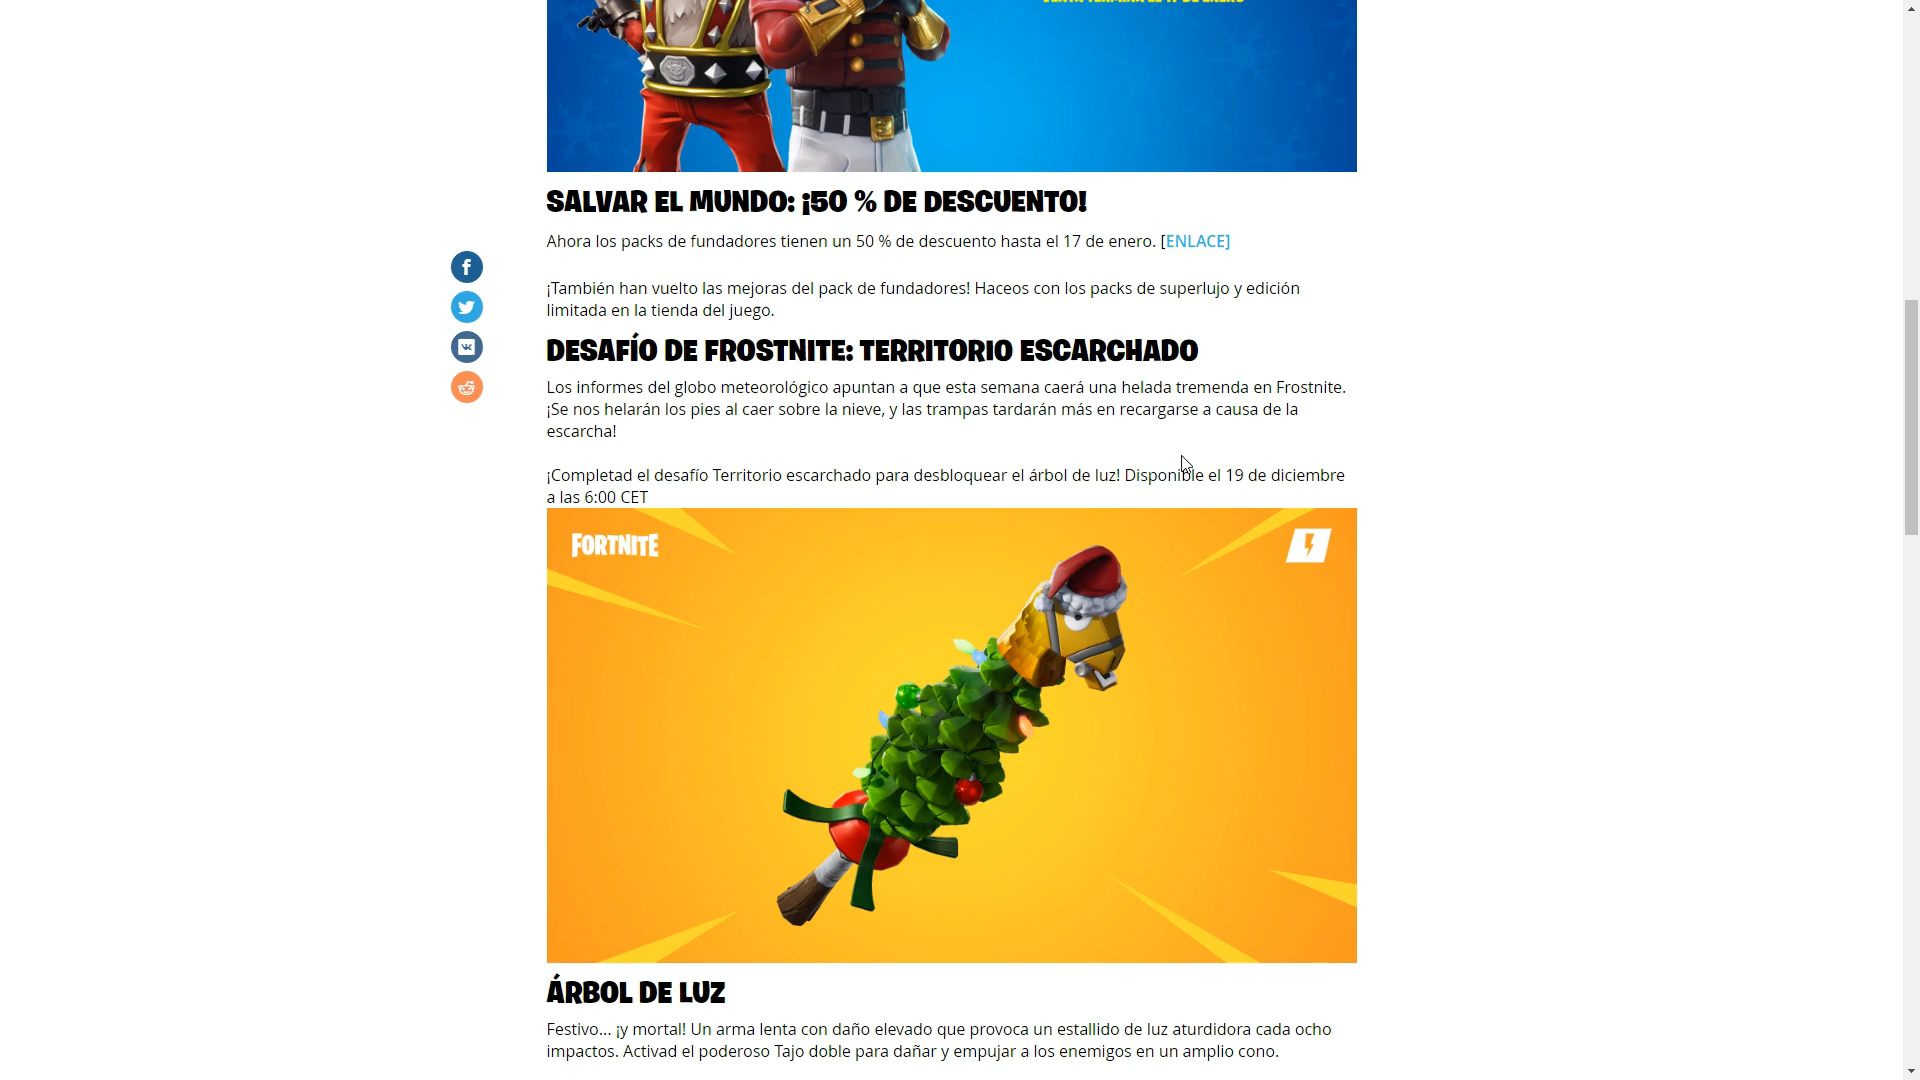 SALVAR EL MUNDO: ¡50 % DE DESCUENTO!
Ahora los packs de fundadores tienen un 50 % de descuento hasta el 17 de enero. [ENLACE]
¡También han vuelto las mejoras del pack de fundadores! Haceos con los packs de superlujo y edición
limitada en la tienda del juego.
DESAFÍO DE FROSTNITE: TERRITORIO ESCARCHADO
Los informes del globo meteorológico apuntan a que esta semana caerá una helada tremenda en Frostnite.
¡Se nos helarán los pies al caer sobre la nieve, y las trampas tardarán más en recargarse a causa de la
escarcha!
¡Completad el desafío Territorio escarchado para desbloquear el árbol de luz! Disponible el 19 de diciembre
a las 6:00 CET
FORTNITE
ÁRBOL DE LUZ
Festivo... ¡y mortal! Un arma lenta con daño elevado que provoca un estallido de luz aturdidora cada ocho
impactos. Activad el poderoso Tajo doble para dañar y empujar a los enemigos en un amplio cono.